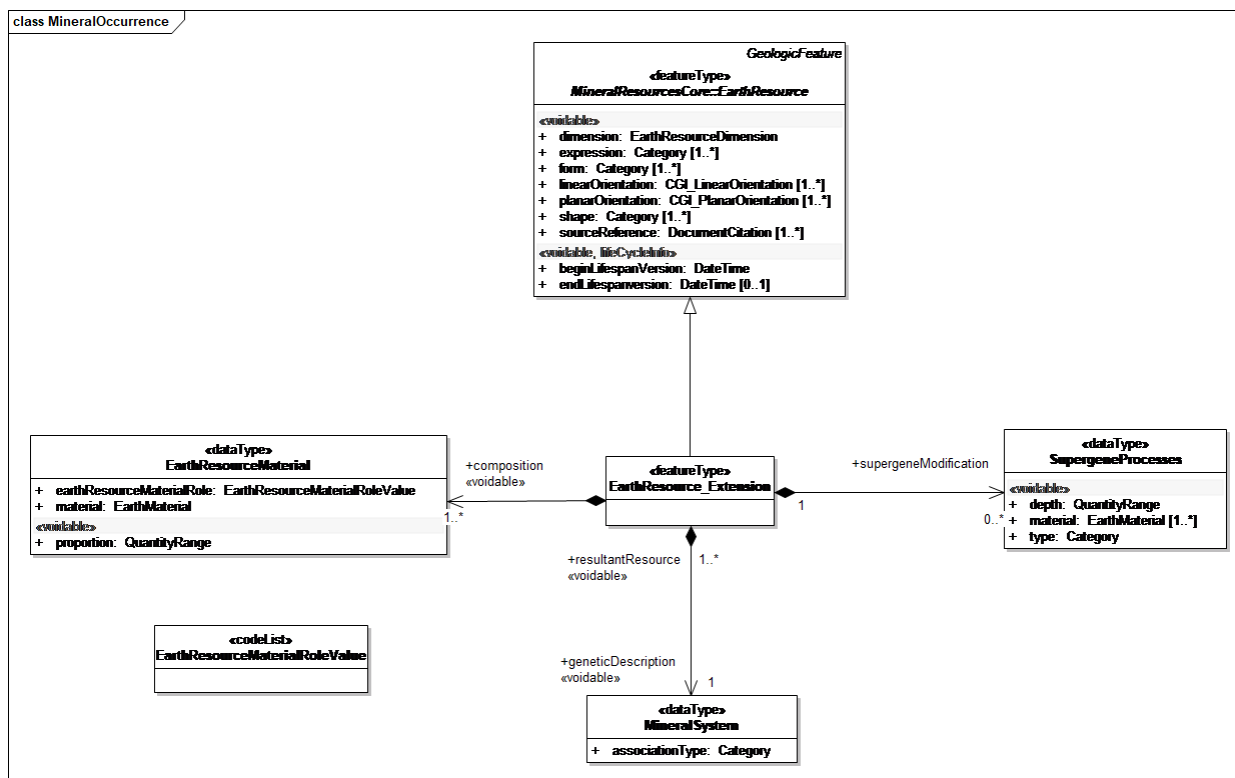 class MineralOccurrence
GeologicFeature
«featureType»
MineralResourcesCore::EarthResource
«voidable»
+ dimension: EarthResourceDimension
+ expression: Category [1..*]
+ form: Category [1..*]
+ linearOrientation: CGI_LinearOrientation [1..*]
+ planarOrientation: CGI_PlanarOrientation [1..*]
+ shape: Category [1..*]
+ sourceReference: DocumentCitation [1..*]
«voidable, lifeCycleInfo»
+ beginLifespanVersion: DateTime
+ endLifespanversion: DateTime [0..1]
«dataType»
EarthResourceMaterial
+ earthResourceMaterialRole: EarthResourceMaterialRoleValue
+ material: EarthMaterial
«voidable»
+ proportion: QuantityRange
+composition
«voidable»
1..*
«featureType»
EarthResource_Extension
+supergeneModification
1
0..*
«dataType»
SupergeneProcesses
«voidable»
+ depth: QuantityRange
+ material: EarthMaterial [1..*]
+ type: Category
+resultantResource
«voidable»
1..*
«codeList»
EarthResourceMaterialRoleValue
+geneticDescription
«voidable»
1
«dataType»
MineralSystem
+ associationType: Category